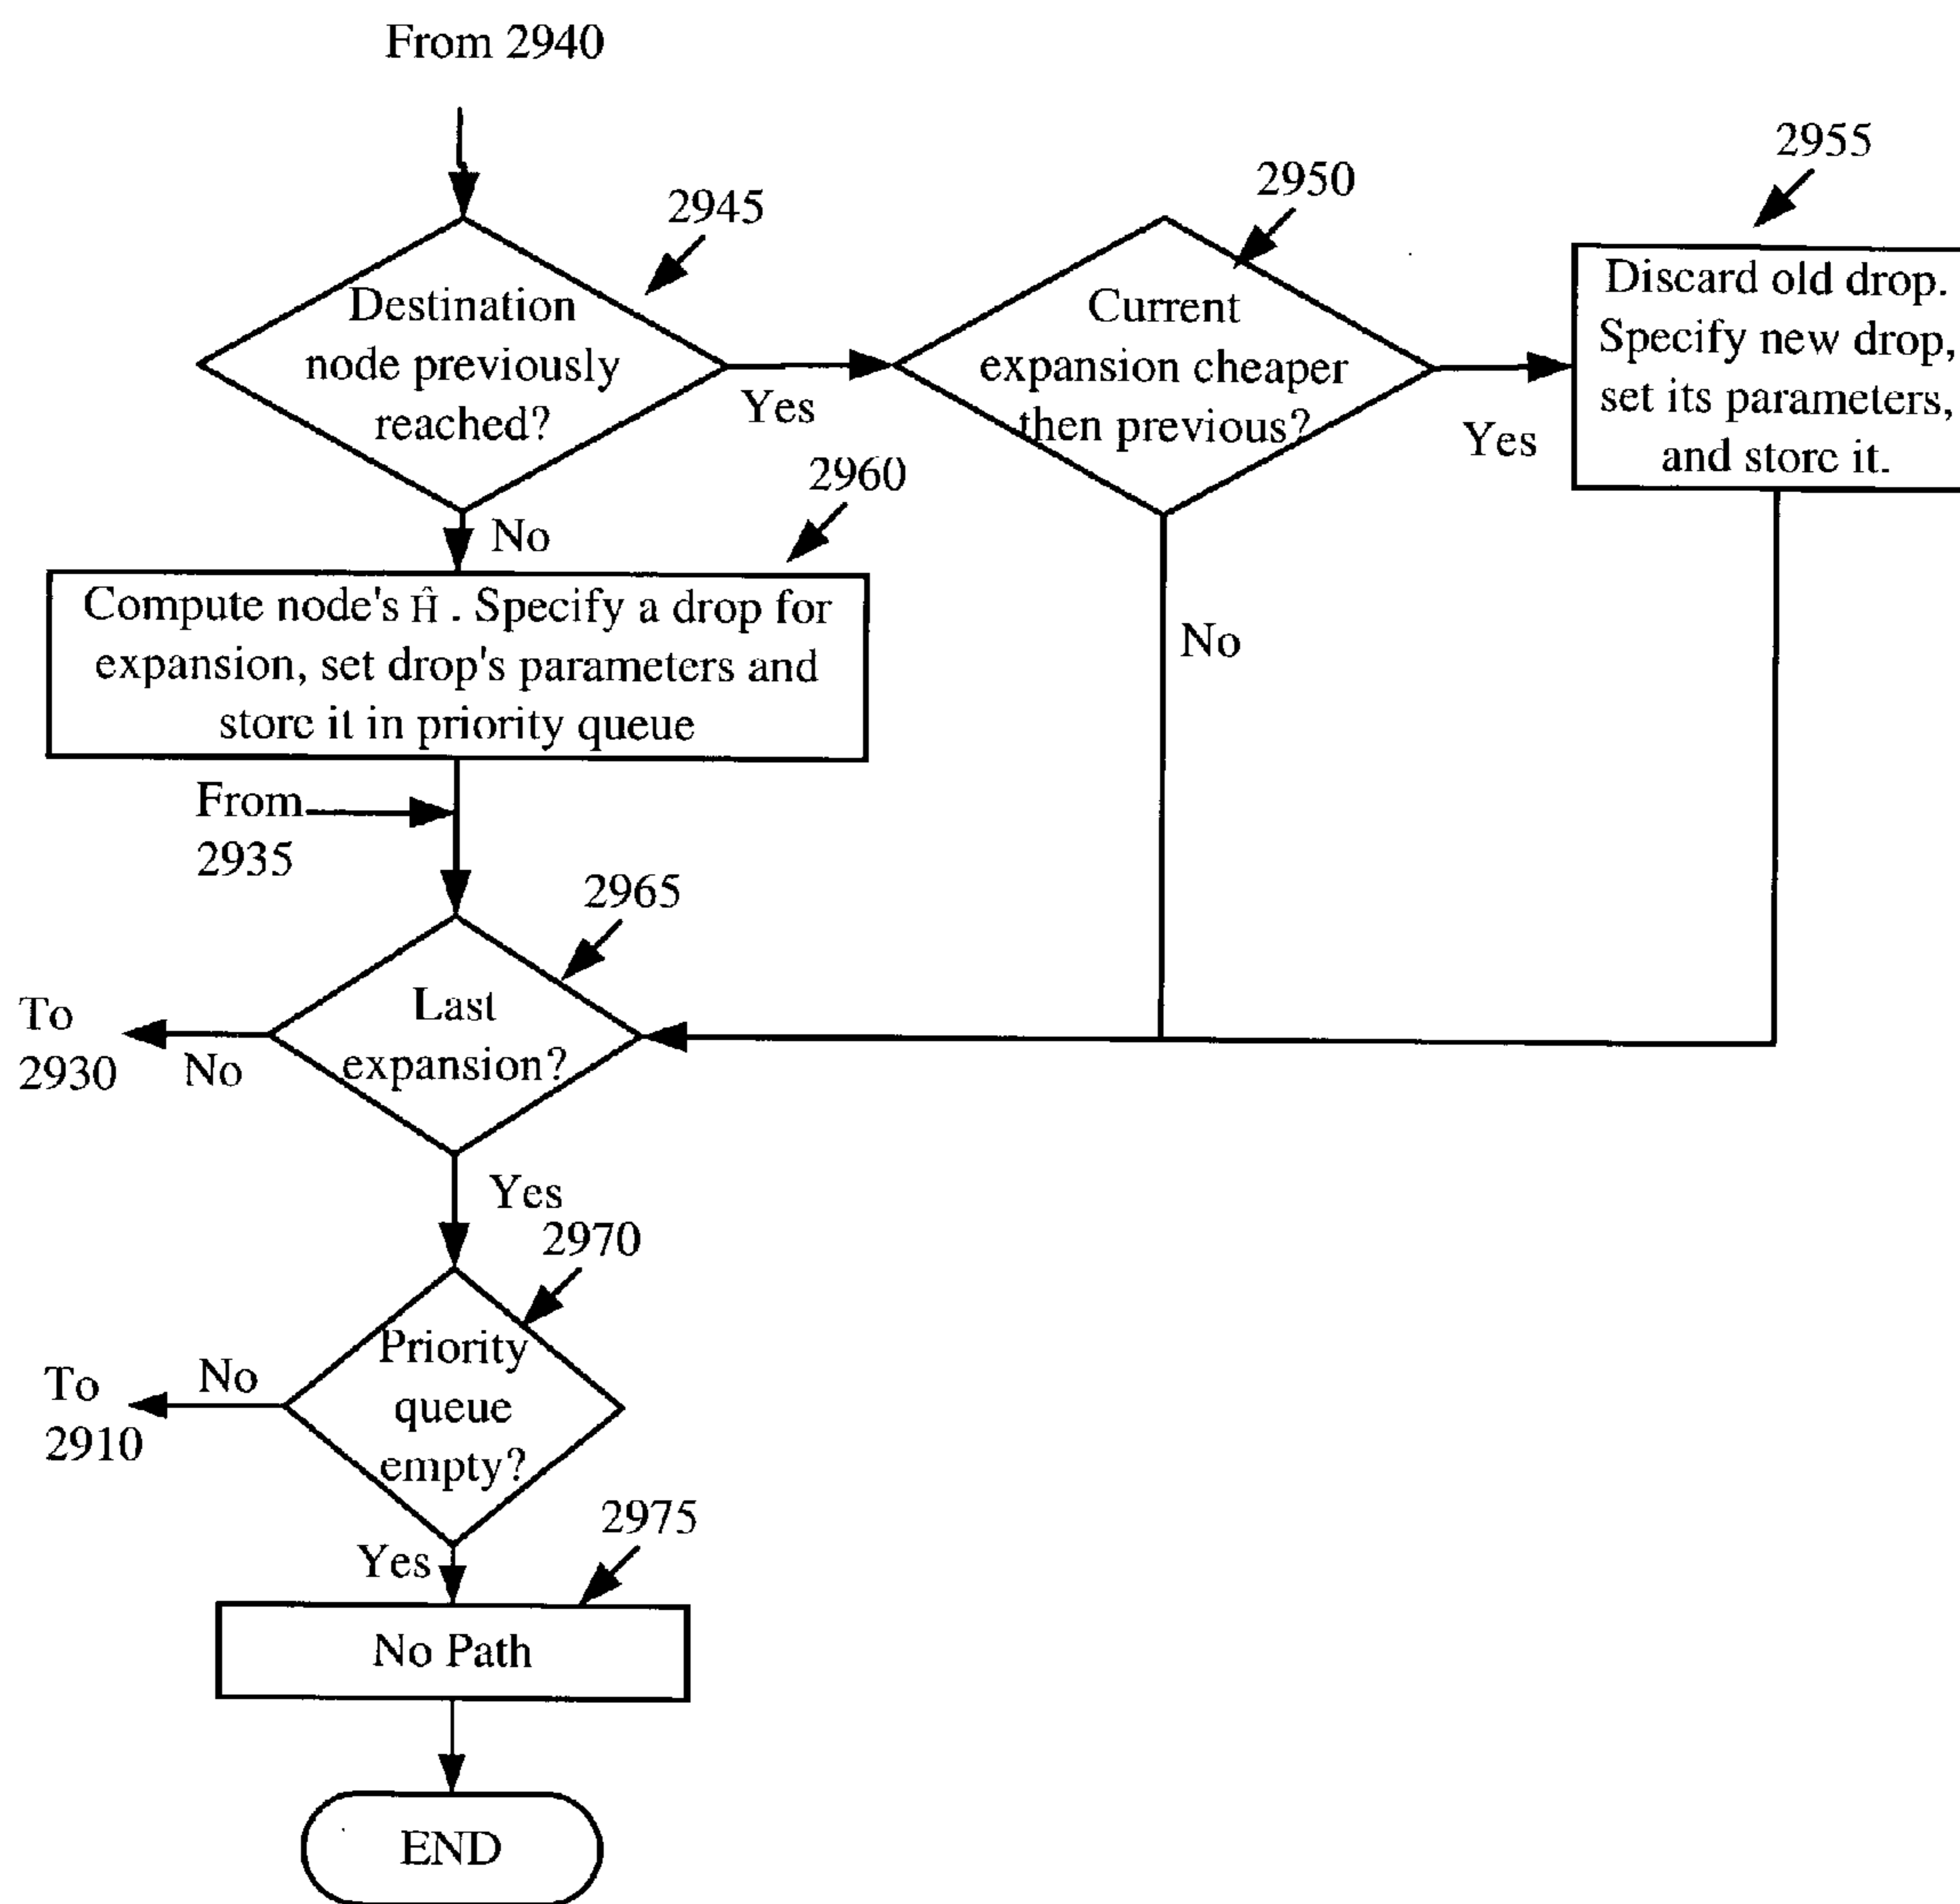 From 2940
2945
2950
2955
Destination
node previously
reached?
Yes
Current
expansion cheaper
then previous?
Yes
Discard old drop.
Specify new drop,
set its parameters,
and store it.
No
2960
Compute node's Ĥ . Specify a drop for
expansion, set drop's parameters and
store it in priority queue
No
From
2935
2965
Last
expansion?
To
2930
No
Yes
2970
Priority
queue
empty?
No
To
2910
Yes
2975
No Path
END